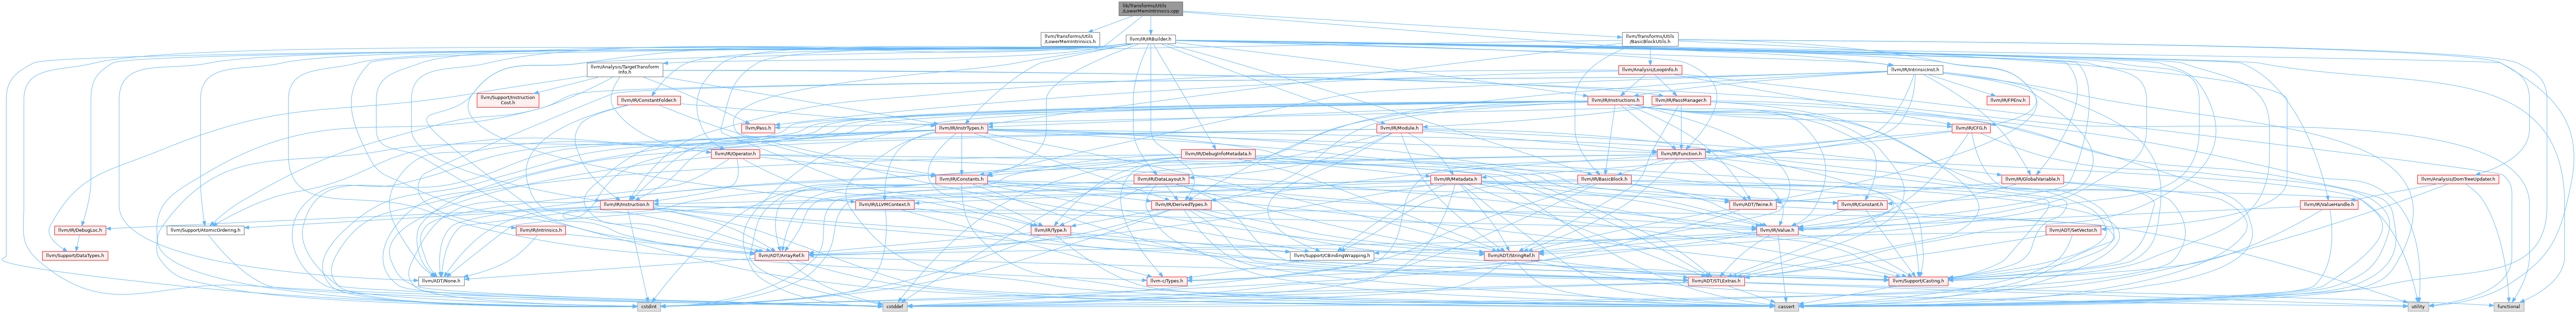 lib/Transforms/Utils
/LowerMemIntrinsics.cpp
llvm/Transforms/Utils
/LowerMemIntrinsics.h
llvm/IR/IRBuilder.h
llvm/Transforms/Utils
/BasicBlockUtils.h
llvm/Analysis/TargetTransform
Info.h
llvm/Analysis/LoopInfo.h
llvm/IR/IntrinsicInst.h
llvm/Support/Instruction
Cost.h
llvm/IR/ConstantFolder.h
llvm/IR/Instructions.h
llvm/IR/PassManager.h
llvm/IR/FPEnv.h
llvm/Pass.h
llvm/IR/InstrTypes.h
llvm/IR/Module.h
llvm/IR/CFG.h
llvm/IR/Operator.h
llvm/IR/DebugInfoMetadata.h
llvm/IR/Function.h
llvm/IR/Constants.h
llvm/IR/DataLayout.h
llvm/IR/Metadata.h
llvm/IR/BasicBlock.h
llvm/IR/GlobalVariable.h
llvm/Analysis/DomTreeUpdater.h
llvm/IR/Instruction.h
llvm/IR/LLVMContext.h
llvm/IR/DerivedTypes.h
llvm/ADT/Twine.h
llvm/IR/Constant.h
llvm/IR/ValueHandle.h
llvm/IR/DebugLoc.h
llvm/Support/AtomicOrdering.h
llvm/IR/Intrinsics.h
llvm/IR/Type.h
llvm/IR/Value.h
llvm/ADT/SetVector.h
llvm/Support/DataTypes.h
llvm/ADT/ArrayRef.h
llvm/Support/CBindingWrapping.h
llvm/ADT/StringRef.h
llvm/ADT/None.h
llvm-c/Types.h
llvm/ADT/STLExtras.h
llvm/Support/Casting.h
cstdint
cstddef
cassert
utility
functional